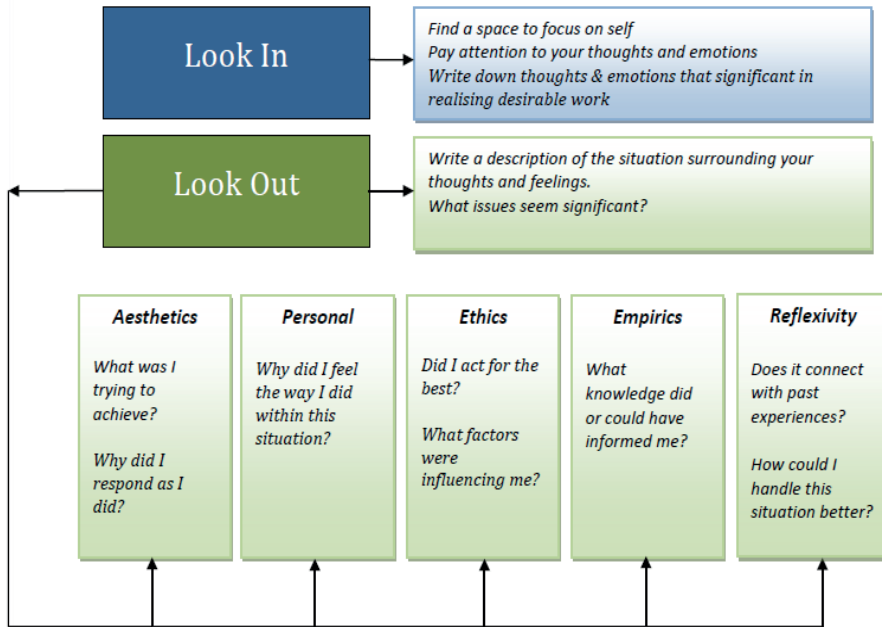 Look In
Find a space to focus on self
Pay attention to your thoughts and emotions
Write down thoughts & emotions that significant in
realising desirable work
Look Out
Write a description of the situation surrounding your
thoughts and feelings.
What issues seem significant?
Aesthetics
What was I
trying to
achieve?
Why did I
respond as I
did?
Personal
Why did I feel
the way I did
within this
situation?
Ethics
Did I act for the
best?
What factors
were
influencing me?
Empirics
What
knowledge did
or could have
informed me?
Reflexivity
Does it connect
with past
experiences?
How could I
handle this
situation better?